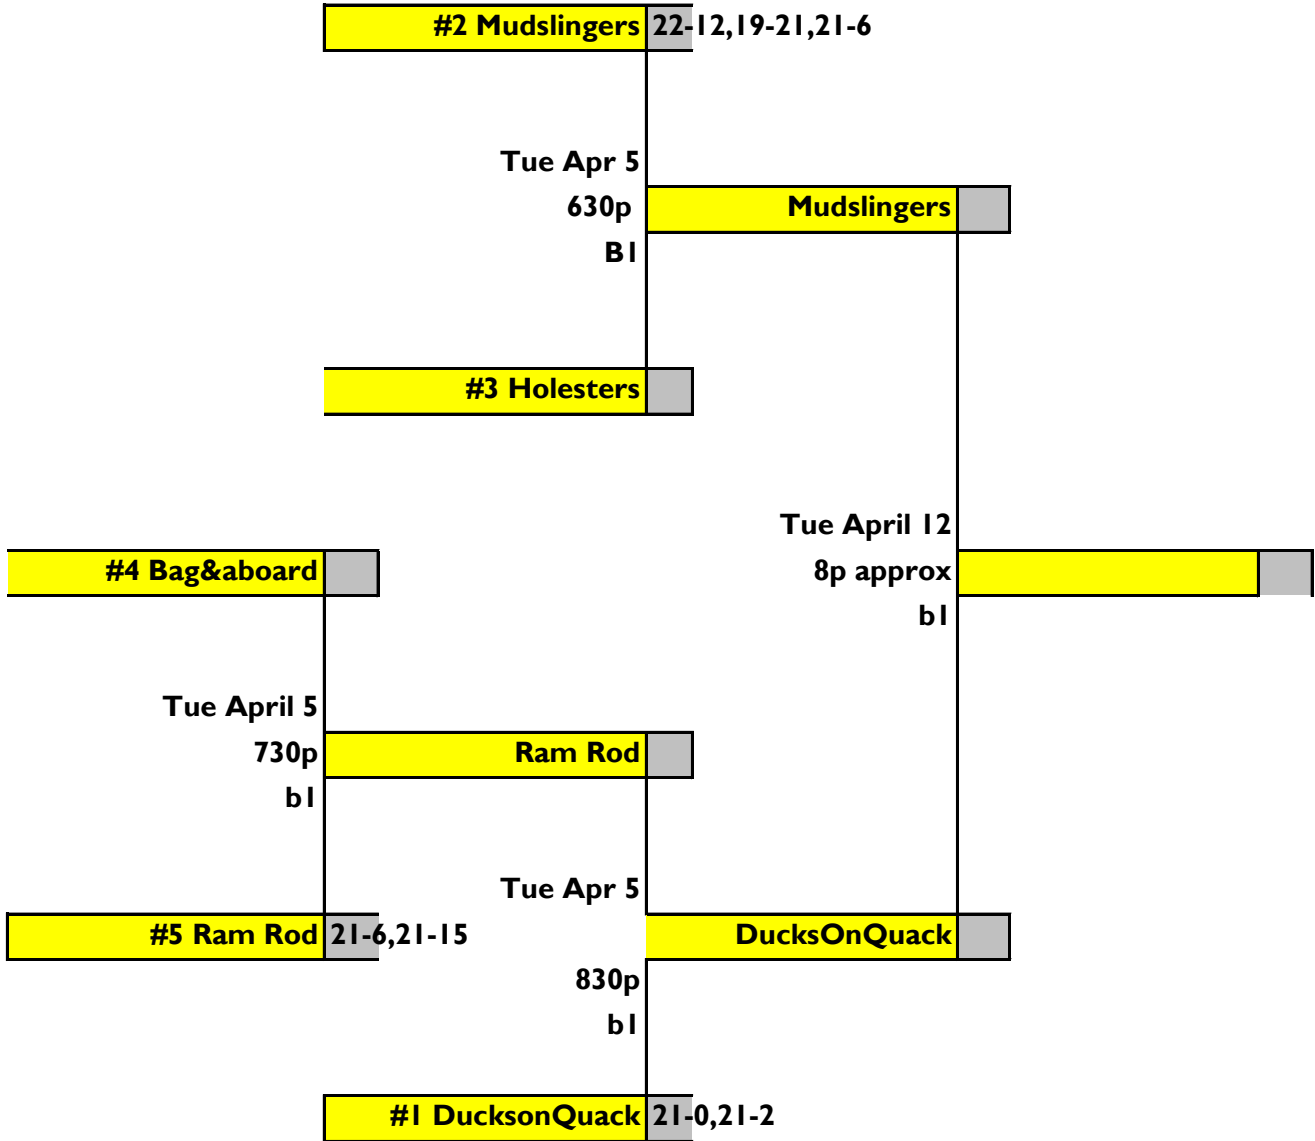 #2 Mudslingers 22-12,19-21,21-6
Tue Apr 5
630p Mudslingers
B1
#3 Holesters
Tue April 12
#4 Bag&aboard 8p approx
b1
Tue April 5
730p Ram Rod
b1
Tue Apr 5
#5 Ram Rod 21-6,21-15 DucksOnQuack
830p
b1
#1 DucksonQuack 21-0,21-2